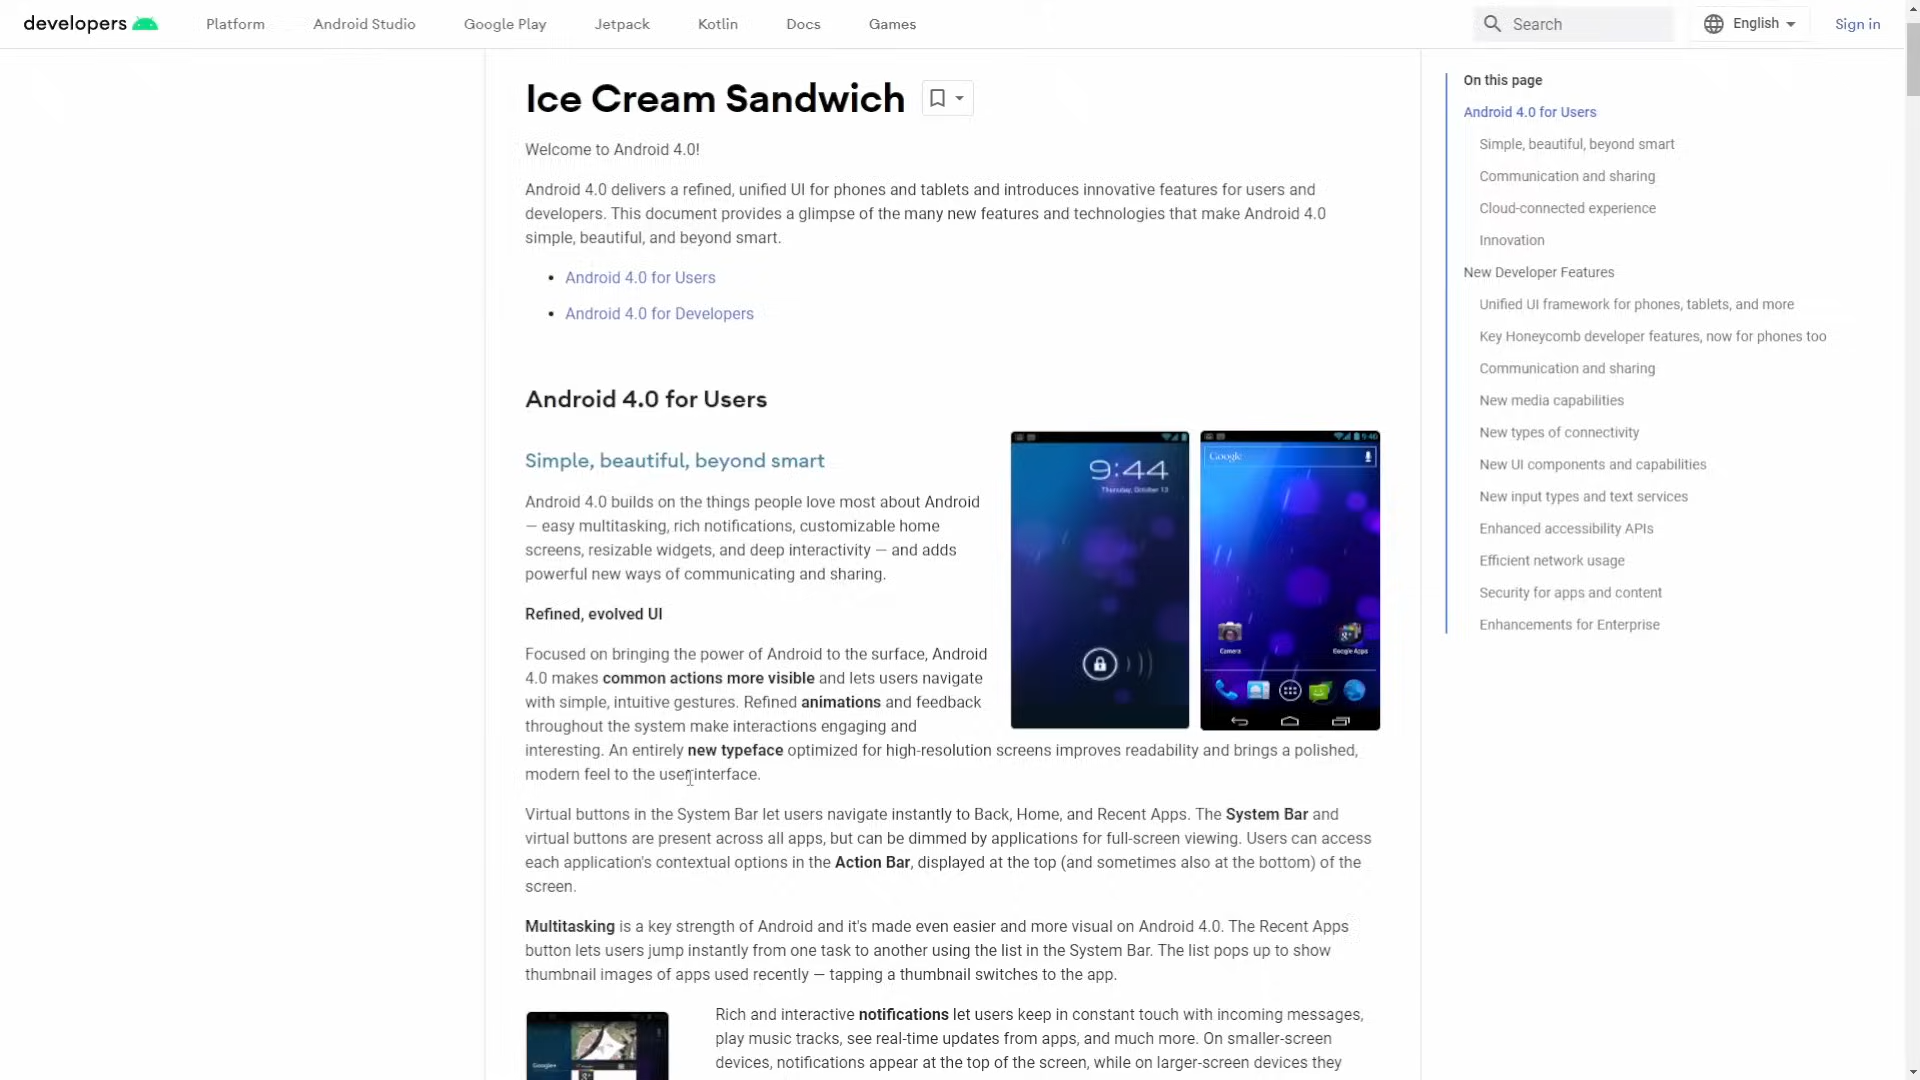 developers
Platform
Android Studio
Google Play
Jetpack
Kotlin
Docs
Games
Search
English
Sign in
Ice Cream Sandwich
Welcome to Android 4.0!
Android 4.0 delivers a refined, unified UI for phones and tablets and introduces innovative features for users and
developers. This document provides a glimpse of the many new features and technologies that make Android 4.0
simple, beautiful, and beyond smart.
• Android 4.0 for Users
• Android 4.0 for Developers
Android 4.0 for Users
Simple, beautiful, beyond smart
Android 4.0 builds on the things people love most about Android
— easy multitasking, rich notifications, customizable home
screens, resizable widgets, and deep interactivity — and adds
powerful new ways of communicating and sharing.
Refined, evolved UI
Focused on bringing the power of Android to the surface, Android
4.0 makes common actions more visible and lets users navigate
with simple, intuitive gestures. Refined animations and feedback
throughout the system make interactions engaging and
interesting. An entirely new typeface optimized for high-resolution screens improves readability and brings a polished,
modern feel to the user interface.
9:44
Thursday, October 13
9:40
Google
Camera
Google Apps
Virtual buttons in the System Bar let users navigate instantly to Back, Home, and Recent Apps. The System Bar and
virtual buttons are present across all apps, but can be dimmed by applications for full-screen viewing. Users can access
each application's contextual options in the Action Bar, displayed at the top (and sometimes also at the bottom) of the
screen.
Multitasking is a key strength of Android and it's made even easier and more visual on Android 4.0. The Recent Apps
button lets users jump instantly from one task to another using the list in the System Bar. The list pops up to show
thumbnail images of apps used recently — tapping a thumbnail switches to the app.
Google+
Rich and interactive notifications let users keep in constant touch with incoming messages,
play music tracks, see real-time updates from apps, and much more. On smaller-screen
devices, notifications appear at the top of the screen, while on larger-screen devices they
On this page
Android 4.0 for Users
Simple, beautiful, beyond smart
Communication and sharing
Cloud-connected experience
Innovation
New Developer Features
Unified UI framework for phones, tablets, and more
Key Honeycomb developer features, now for phones too
Communication and sharing
New media capabilities
New types of connectivity
New UI components and capabilities
New input types and text services
Enhanced accessibility APIs
Efficient network usage
Security for apps and content
Enhancements for Enterprise